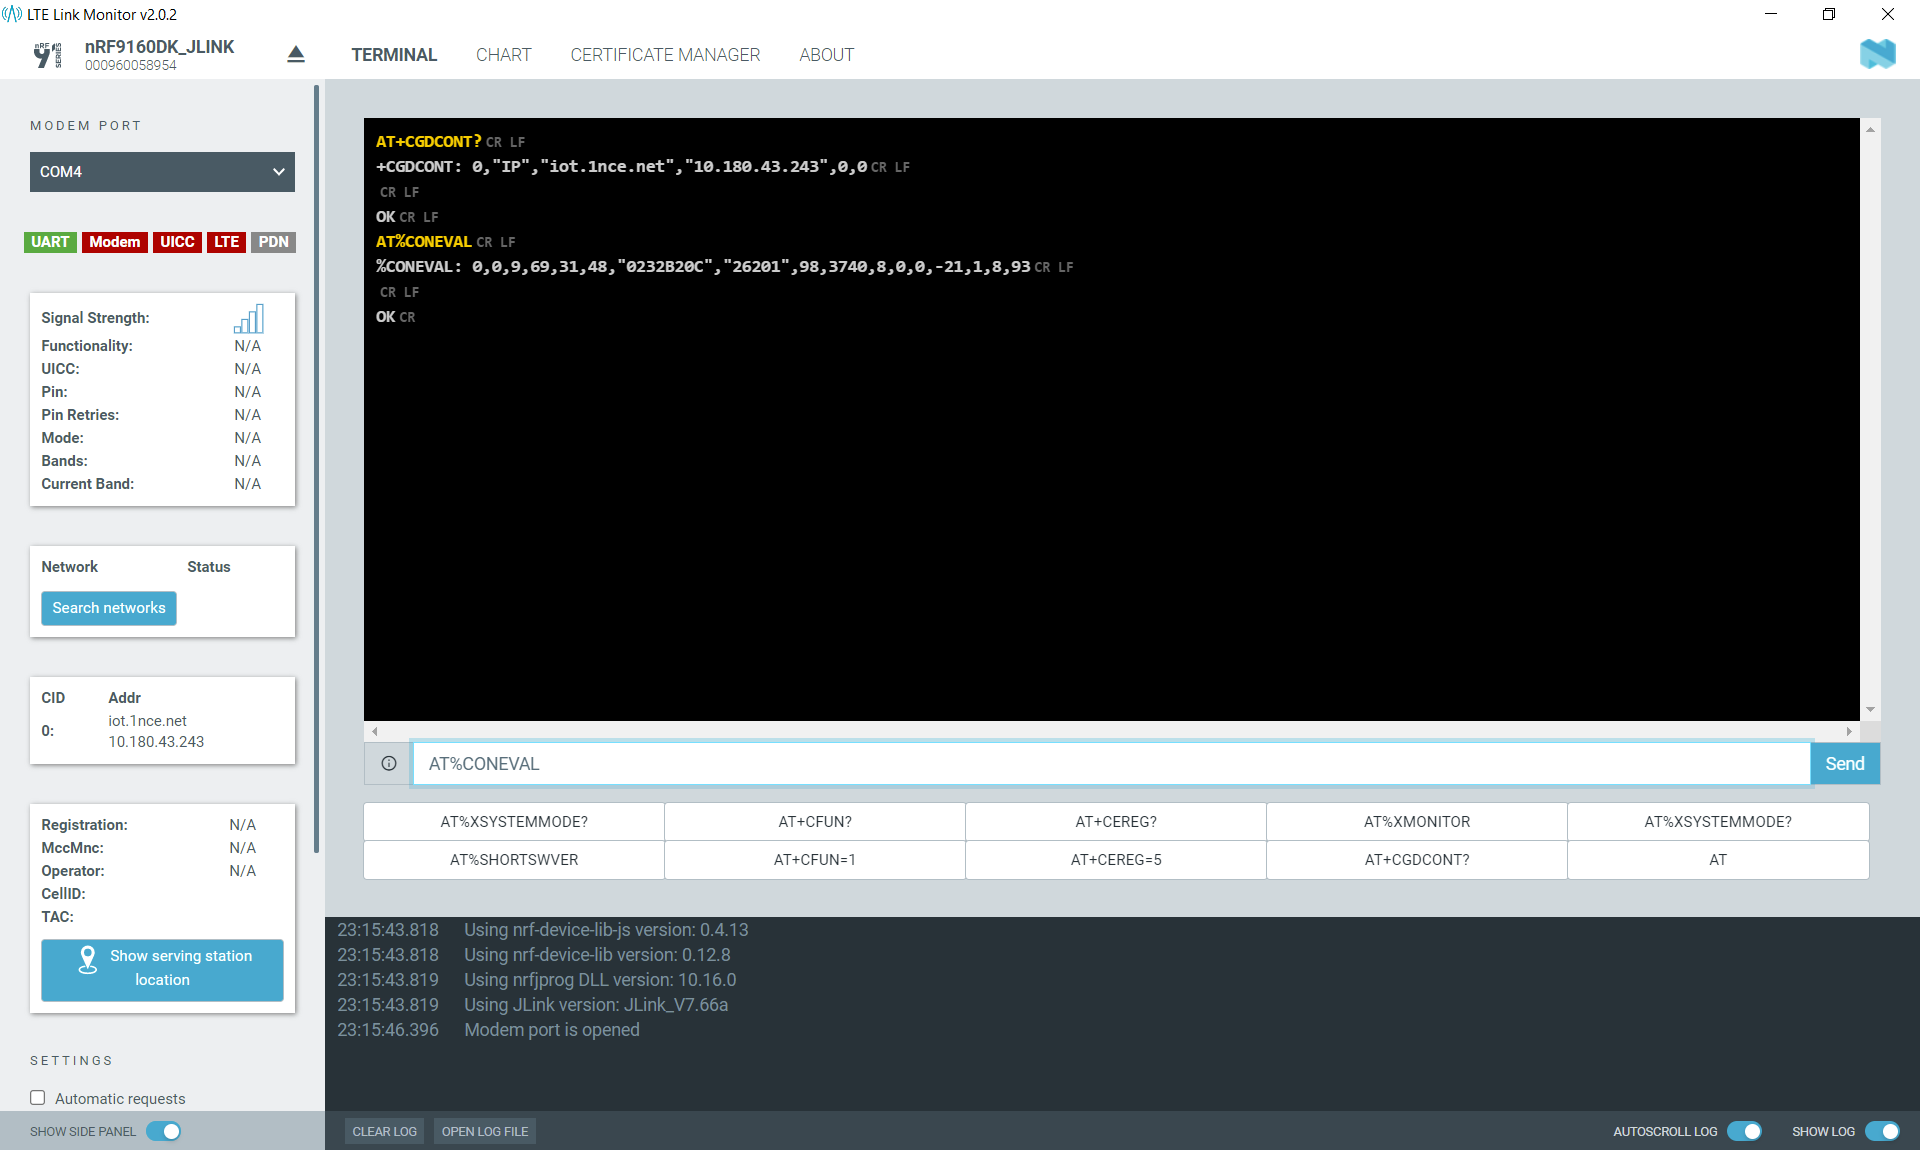 LTE Link Monitor v2.0.2
nRF
9
SERIES
nRF9160DK_JLINK
000960058954
TERMINAL
CHART
CERTIFICATE MANAGER
ABOUT
MODEM PORT
COM4
UART Modem UICC LTE PDN
Signal Strength:
Functionality: N/A
UICC: N/A
Pin: N/A
Pin Retries: N/A
Mode: N/A
Bands: N/A
Current Band: N/A
Network Status
Search networks
CID Addr
0: iot.1nce.net
10.180.43.243
Registration: N/A
MccMnc: N/A
Operator: N/A
CellID:
TAC:
Show serving station
location
SETTINGS
Automatic requests
SHOW SIDE PANEL
AT+CGDCONT? CR LF
+CGDCONT: 0,"IP","iot.1nce.net","10.180.43.243",0,0 CR LF
CR LF
OK CR LF
AT%CONEVAL CR LF
%CONEVAL: 0,0,9,69,31,48,"0232B20C","26201",98,3740,8,0,0,-21,1,8,93 CR LF
CR LF
OK CR
AT%CONEVAL
Send
AT%XSYSTEMMODE? AT+CFUN? AT+CEREG? AT%XMONITOR AT%XSYSTEMMODE?
AT%SHORTSWVER AT+CFUN=1 AT+CEREG=5 AT+CGDCONT? AT
23:15:43.818 Using nrf-device-lib-js version: 0.4.13
23:15:43.818 Using nrf-device-lib version: 0.12.8
23:15:43.819 Using nrfjprog DLL version: 10.16.0
23:15:43.819 Using JLink version: JLink_V7.66a
23:15:46.396 Modem port is opened
CLEAR LOG OPEN LOG FILE AUTOSCROLL LOG SHOW LOG